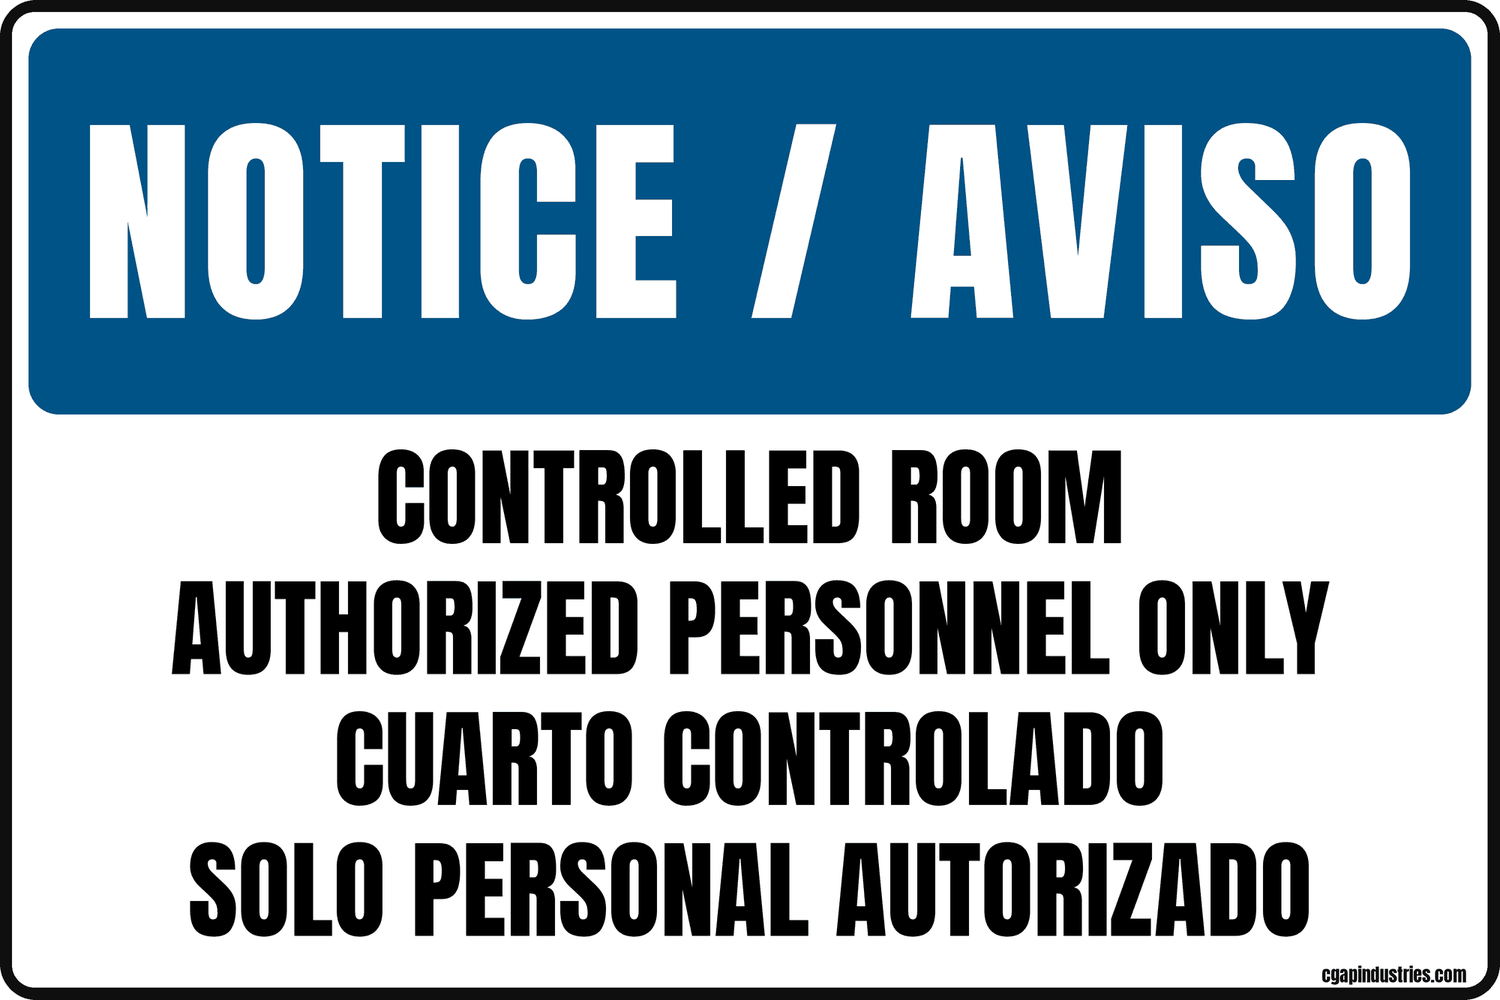 NOTICE / AVISO
CONTROLLED ROOM
AUTHORIZED PERSONNEL ONLY
CUARTO CONTROLADO
SOLO PERSONAL AUTORIZADO
cgapindustries.com